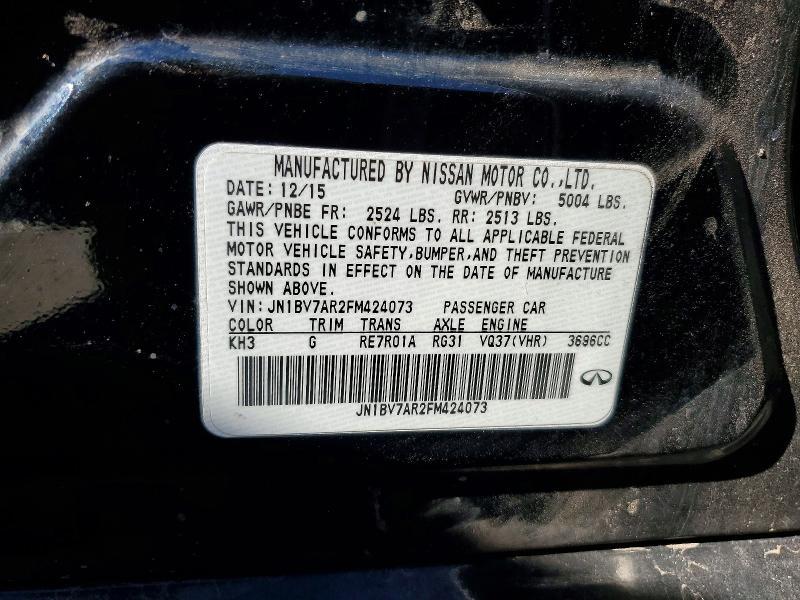 MANUFACTURED BY NISSAN MOTOR CO.,LTD.
DATE: 12/15 GVWR/PNBV: 5004 LBS.
GAWR/PNBE FR: 2524 LBS. RR: 2513 LBS.
THIS VEHICLE CONFORMS TO ALL APPLICABLE FEDERAL
MOTOR VEHICLE SAFETY,BUMPER,AND THEFT PREVENTION
STANDARDS IN EFFECT ON THE DATE OF MANUFACTURE
SHOWN ABOVE.
VIN: JN1BV7AR2FM424073 PASSENGER CAR
COLOR TRIM TRANS AXLE ENGINE
KH3 G RE7R01A RG31 VQ37(VHR) 3696CC
JN1BV7AR2FM424073